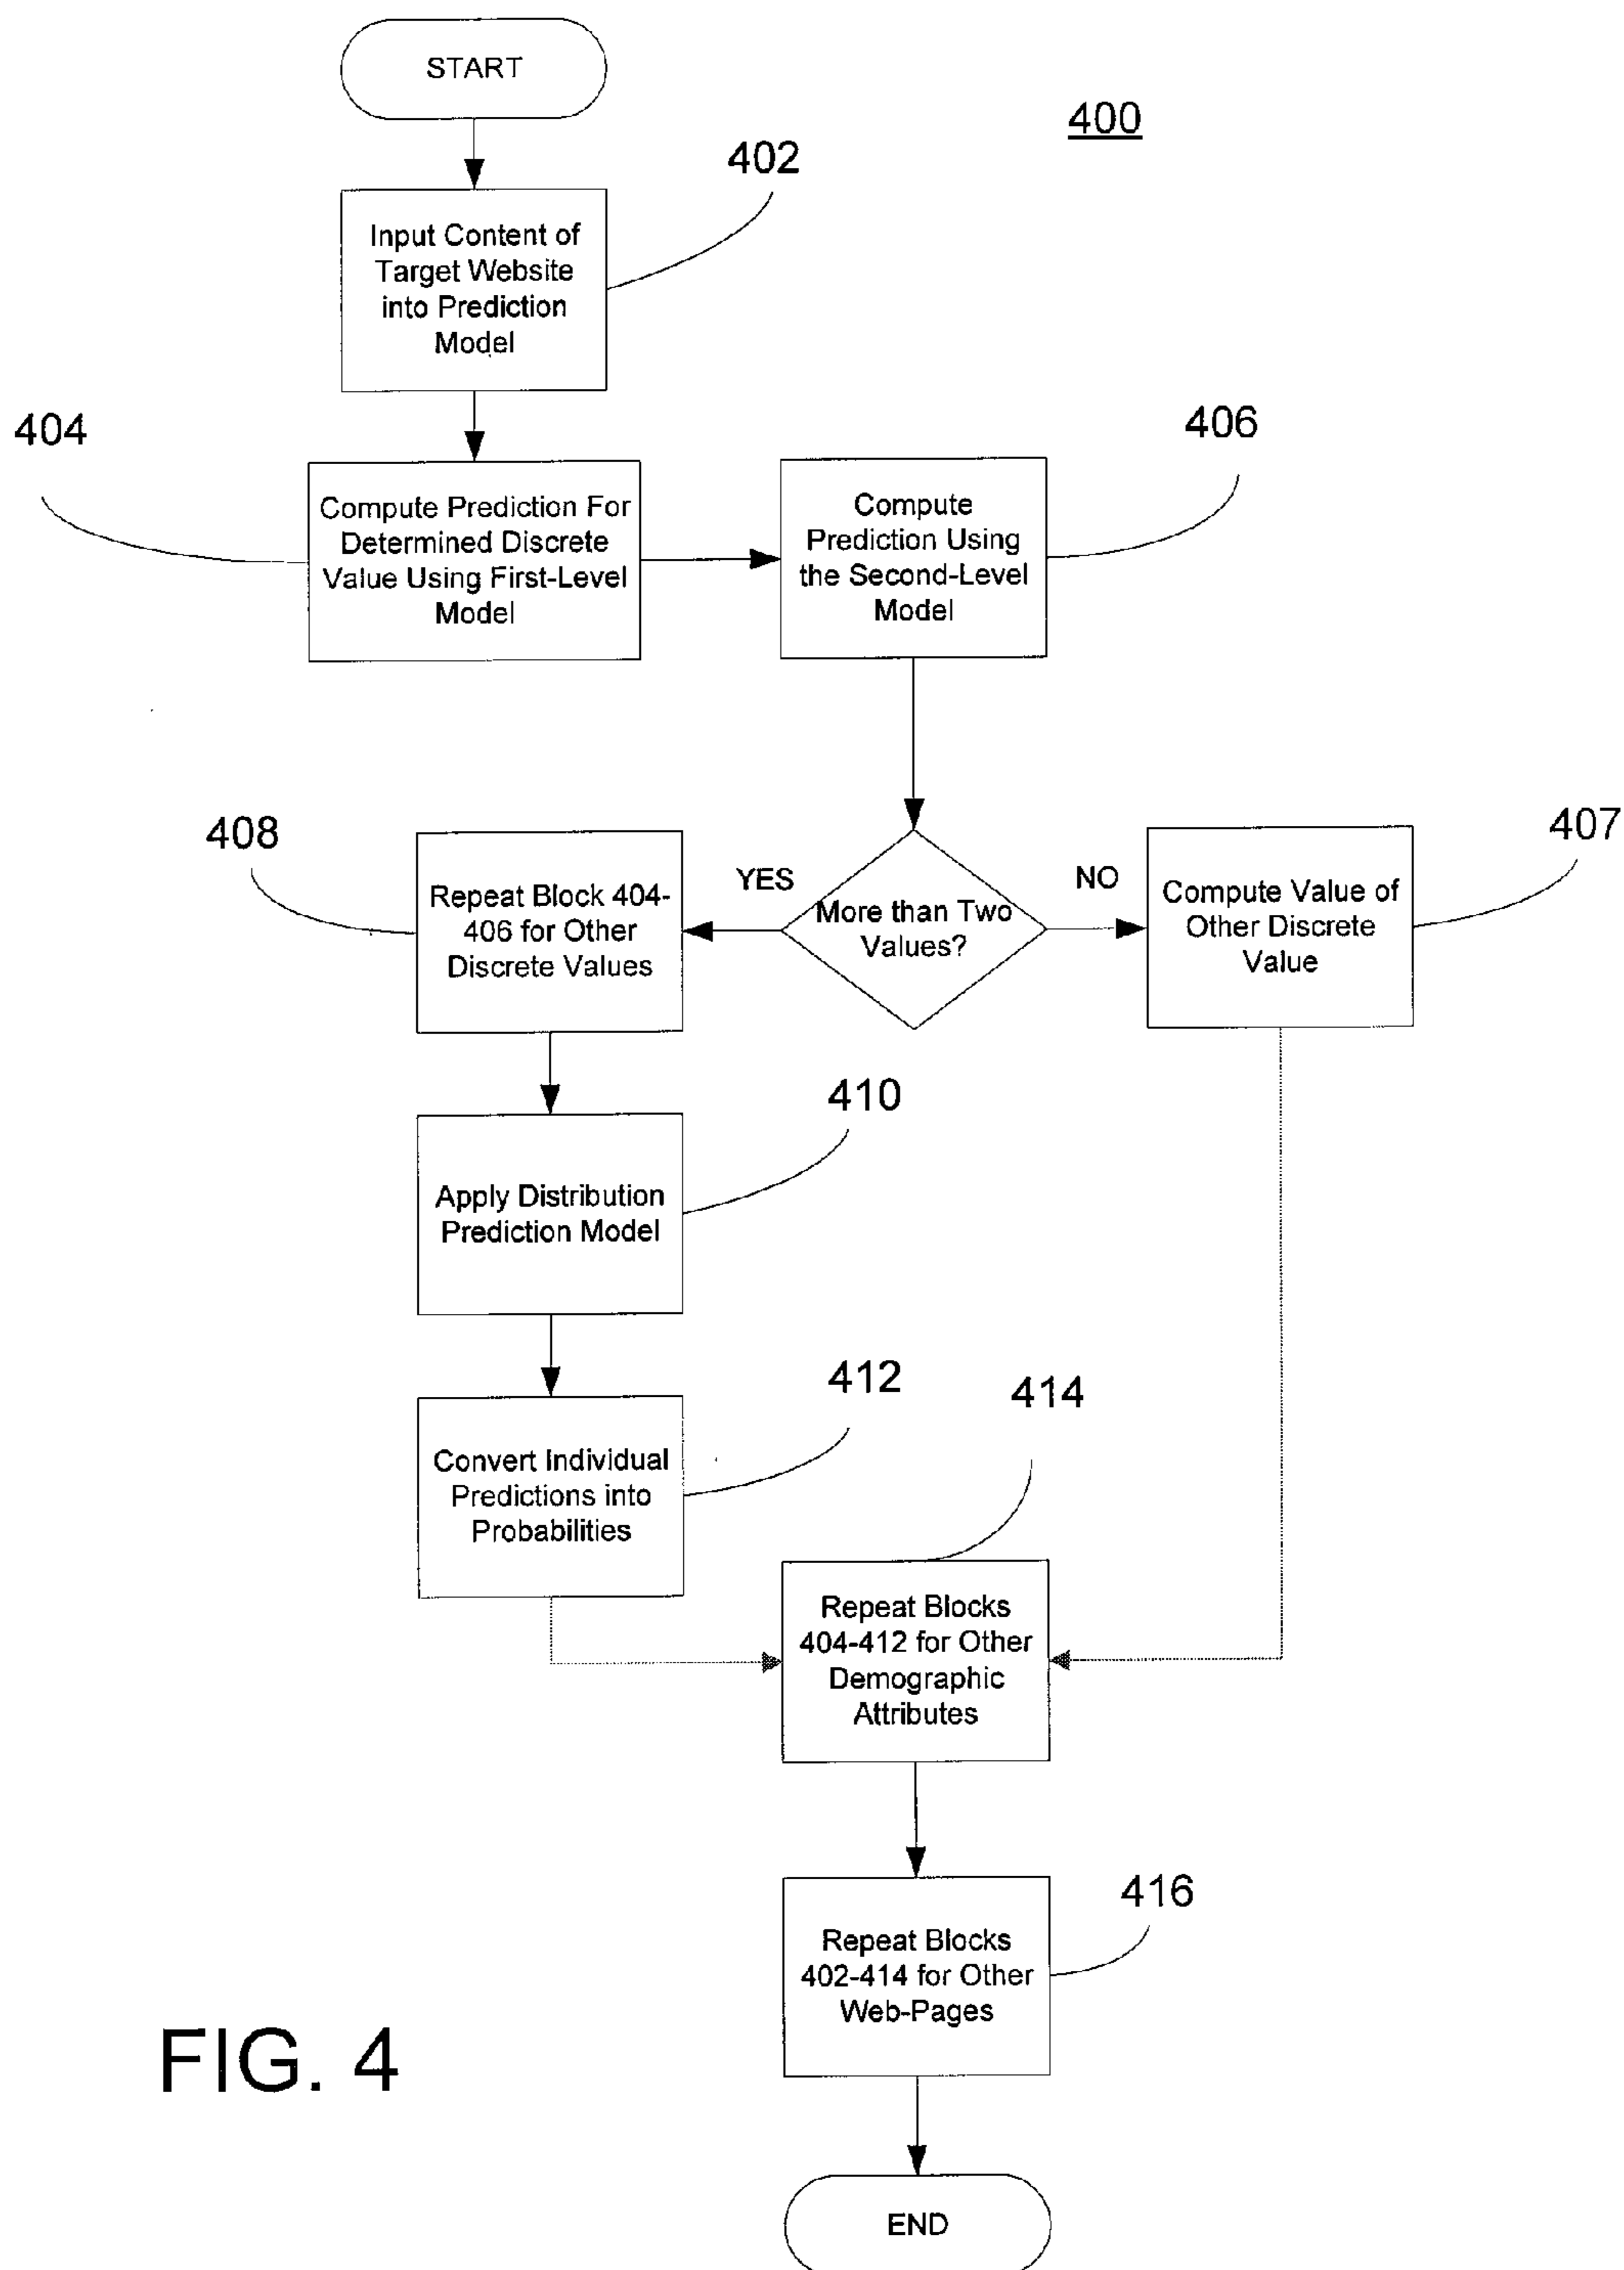 START
400
402
Input Content of
Target Website
into Prediction
Model
404
406
Compute Prediction For
Determined Discrete
Value Using First-Level
Model
Compute
Prediction Using
the Second-Level
Model
408
407
YES
NO
Repeat Block 404-
406 for Other
Discrete Values
More than Two
Values?
Compute Value of
Other Discrete
Value
410
Apply Distribution
Prediction Model
412
414
Convert Individual
Predictions into
Probabilities
Repeat Blocks
404-412 for Other
Demographic
Attributes
416
Repeat Blocks
402-414 for Other
Web-Pages
FIG. 4
END